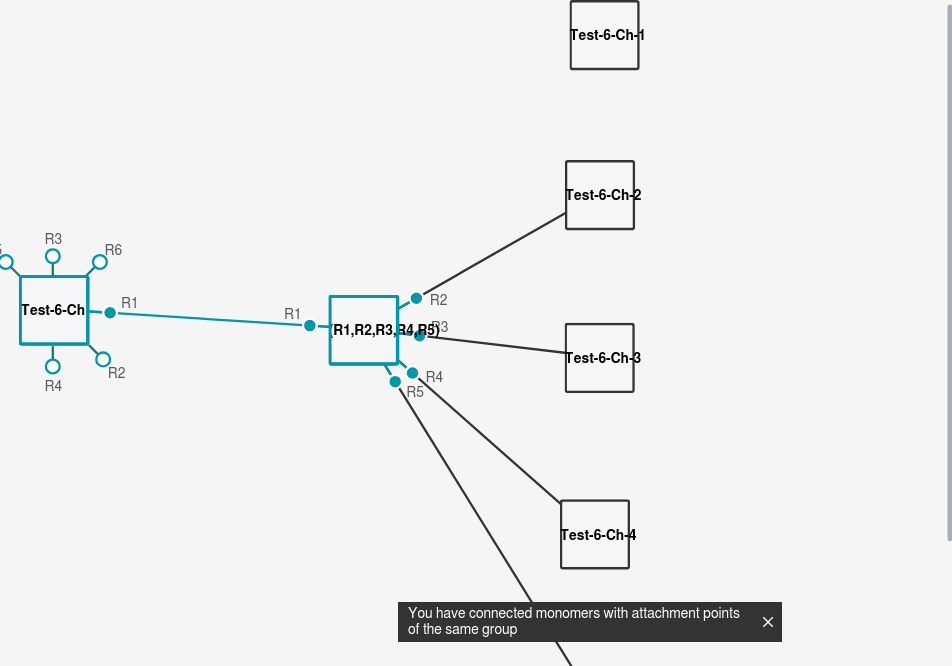 Test-6-Ch-1
Test-6-Ch-2
R3
R6
Test-6-Ch
R1
R1
(R1,R2,R3,R4,R5)
R2
R3
Test-6-Ch-3
R4
R2
R4
R5
Test-6-Ch-4
You have connected monomers with attachment points
of the same group